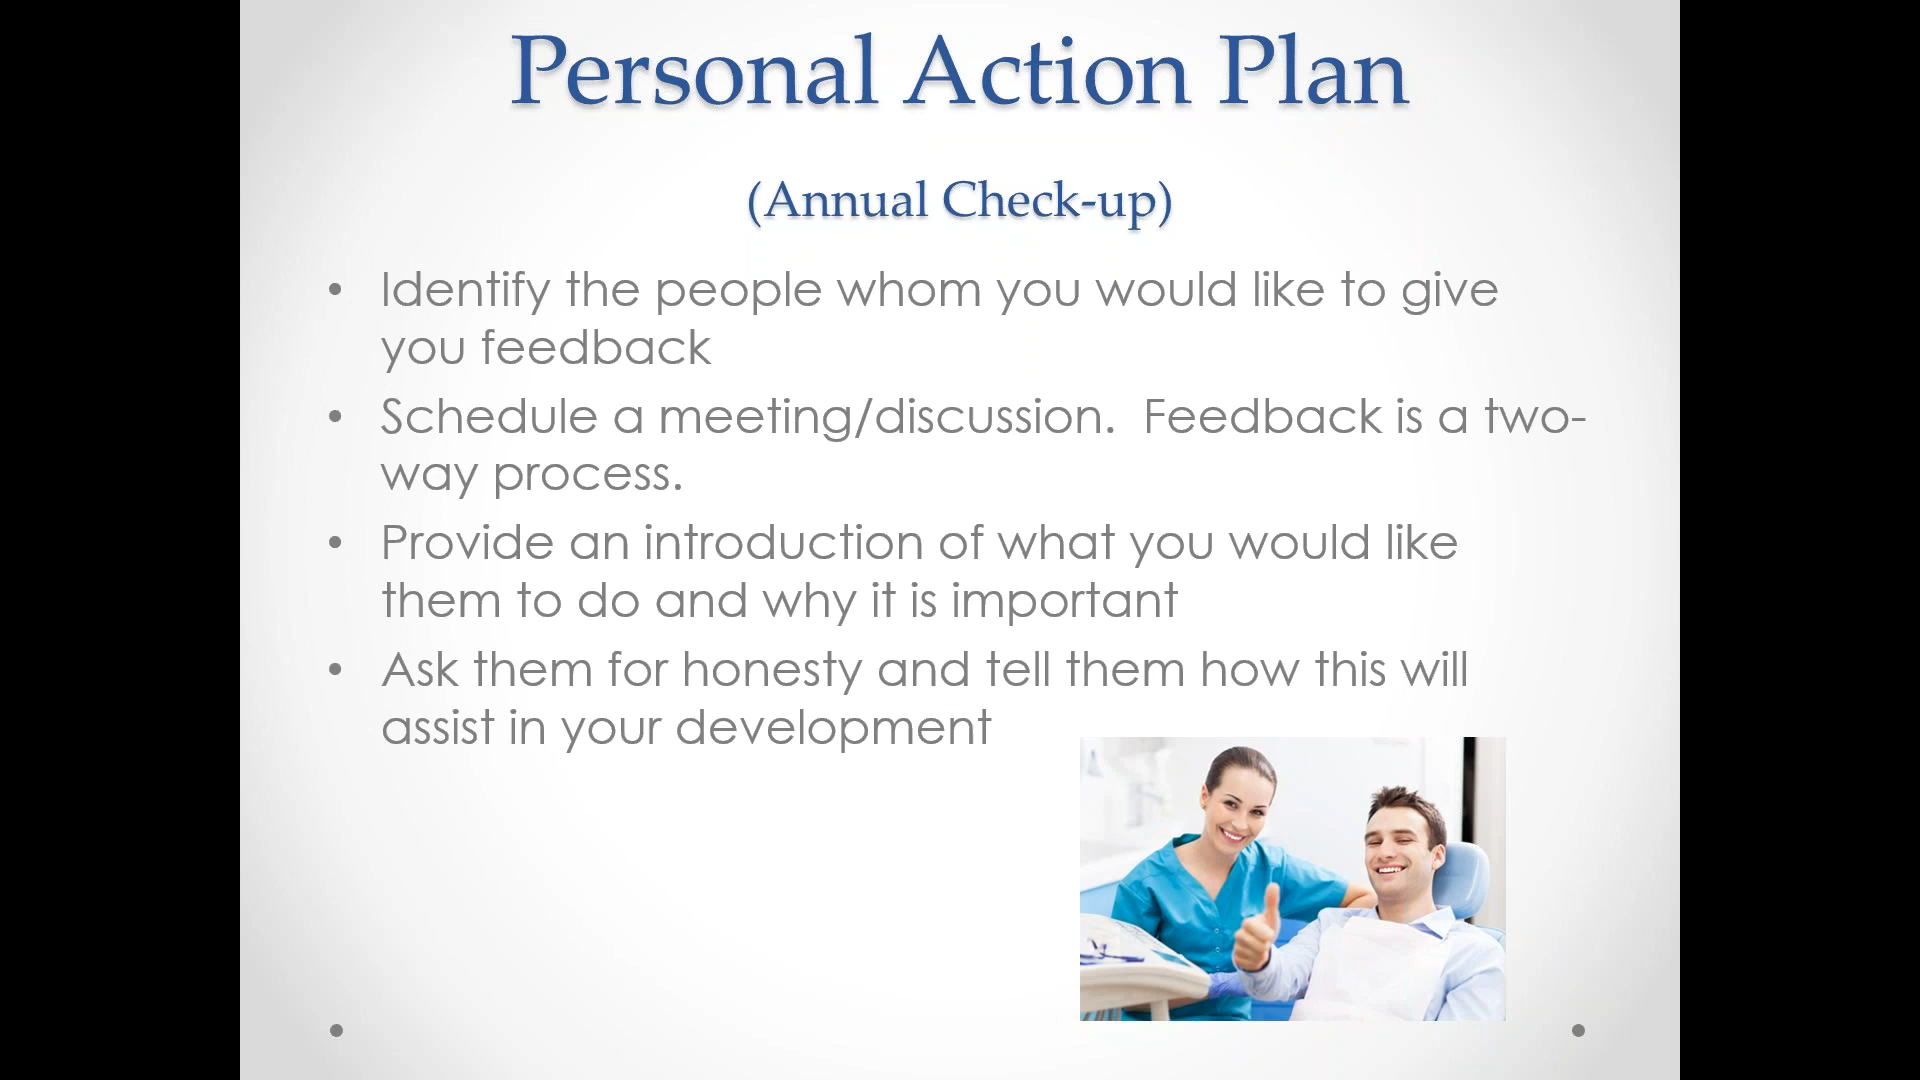 Personal Action Plan
(Annual Check-up)
• Identify the people whom you would like to give
you feedback
• Schedule a meeting/discussion.  Feedback is a two-
way process.
• Provide an introduction of what you would like
them to do and why it is important
• Ask them for honesty and tell them how this will
assist in your development